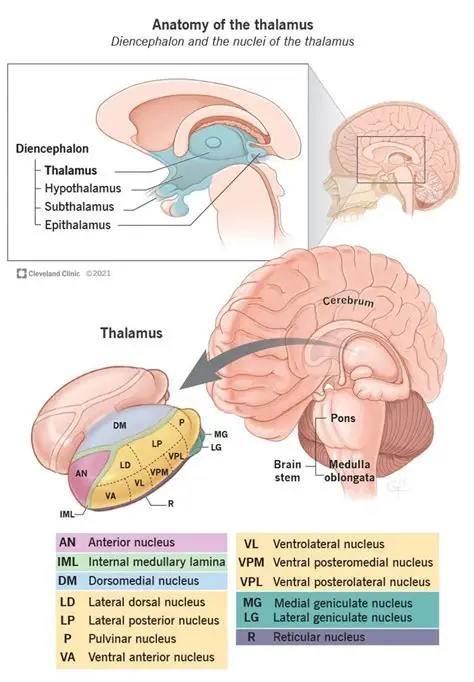 Anatomy of the thalamus
Diencephalon and the nuclei of the thalamus
Diencephalon
Thalamus
Hypothalamus
Subthalamus
Epithalamus
Cleveland Clinic ©2021
Cerebrum
Thalamus
DM
P
LP
MG
LG
VPL
AN
LD
VPM
VL
VA
R
IML
Pons
Brain
stem
Medulla
oblongata
AN Anterior nucleus
IML Internal medullary lamina
DM Dorsomedial nucleus
LD Lateral dorsal nucleus
LP Lateral posterior nucleus
P Pulvinar nucleus
VA Ventral anterior nucleus
VL Ventrolateral nucleus
VPM Ventral posteromedial nucleus
VPL Ventral posterolateral nucleus
MG Medial geniculate nucleus
LG Lateral geniculate nucleus
R Reticular nucleus